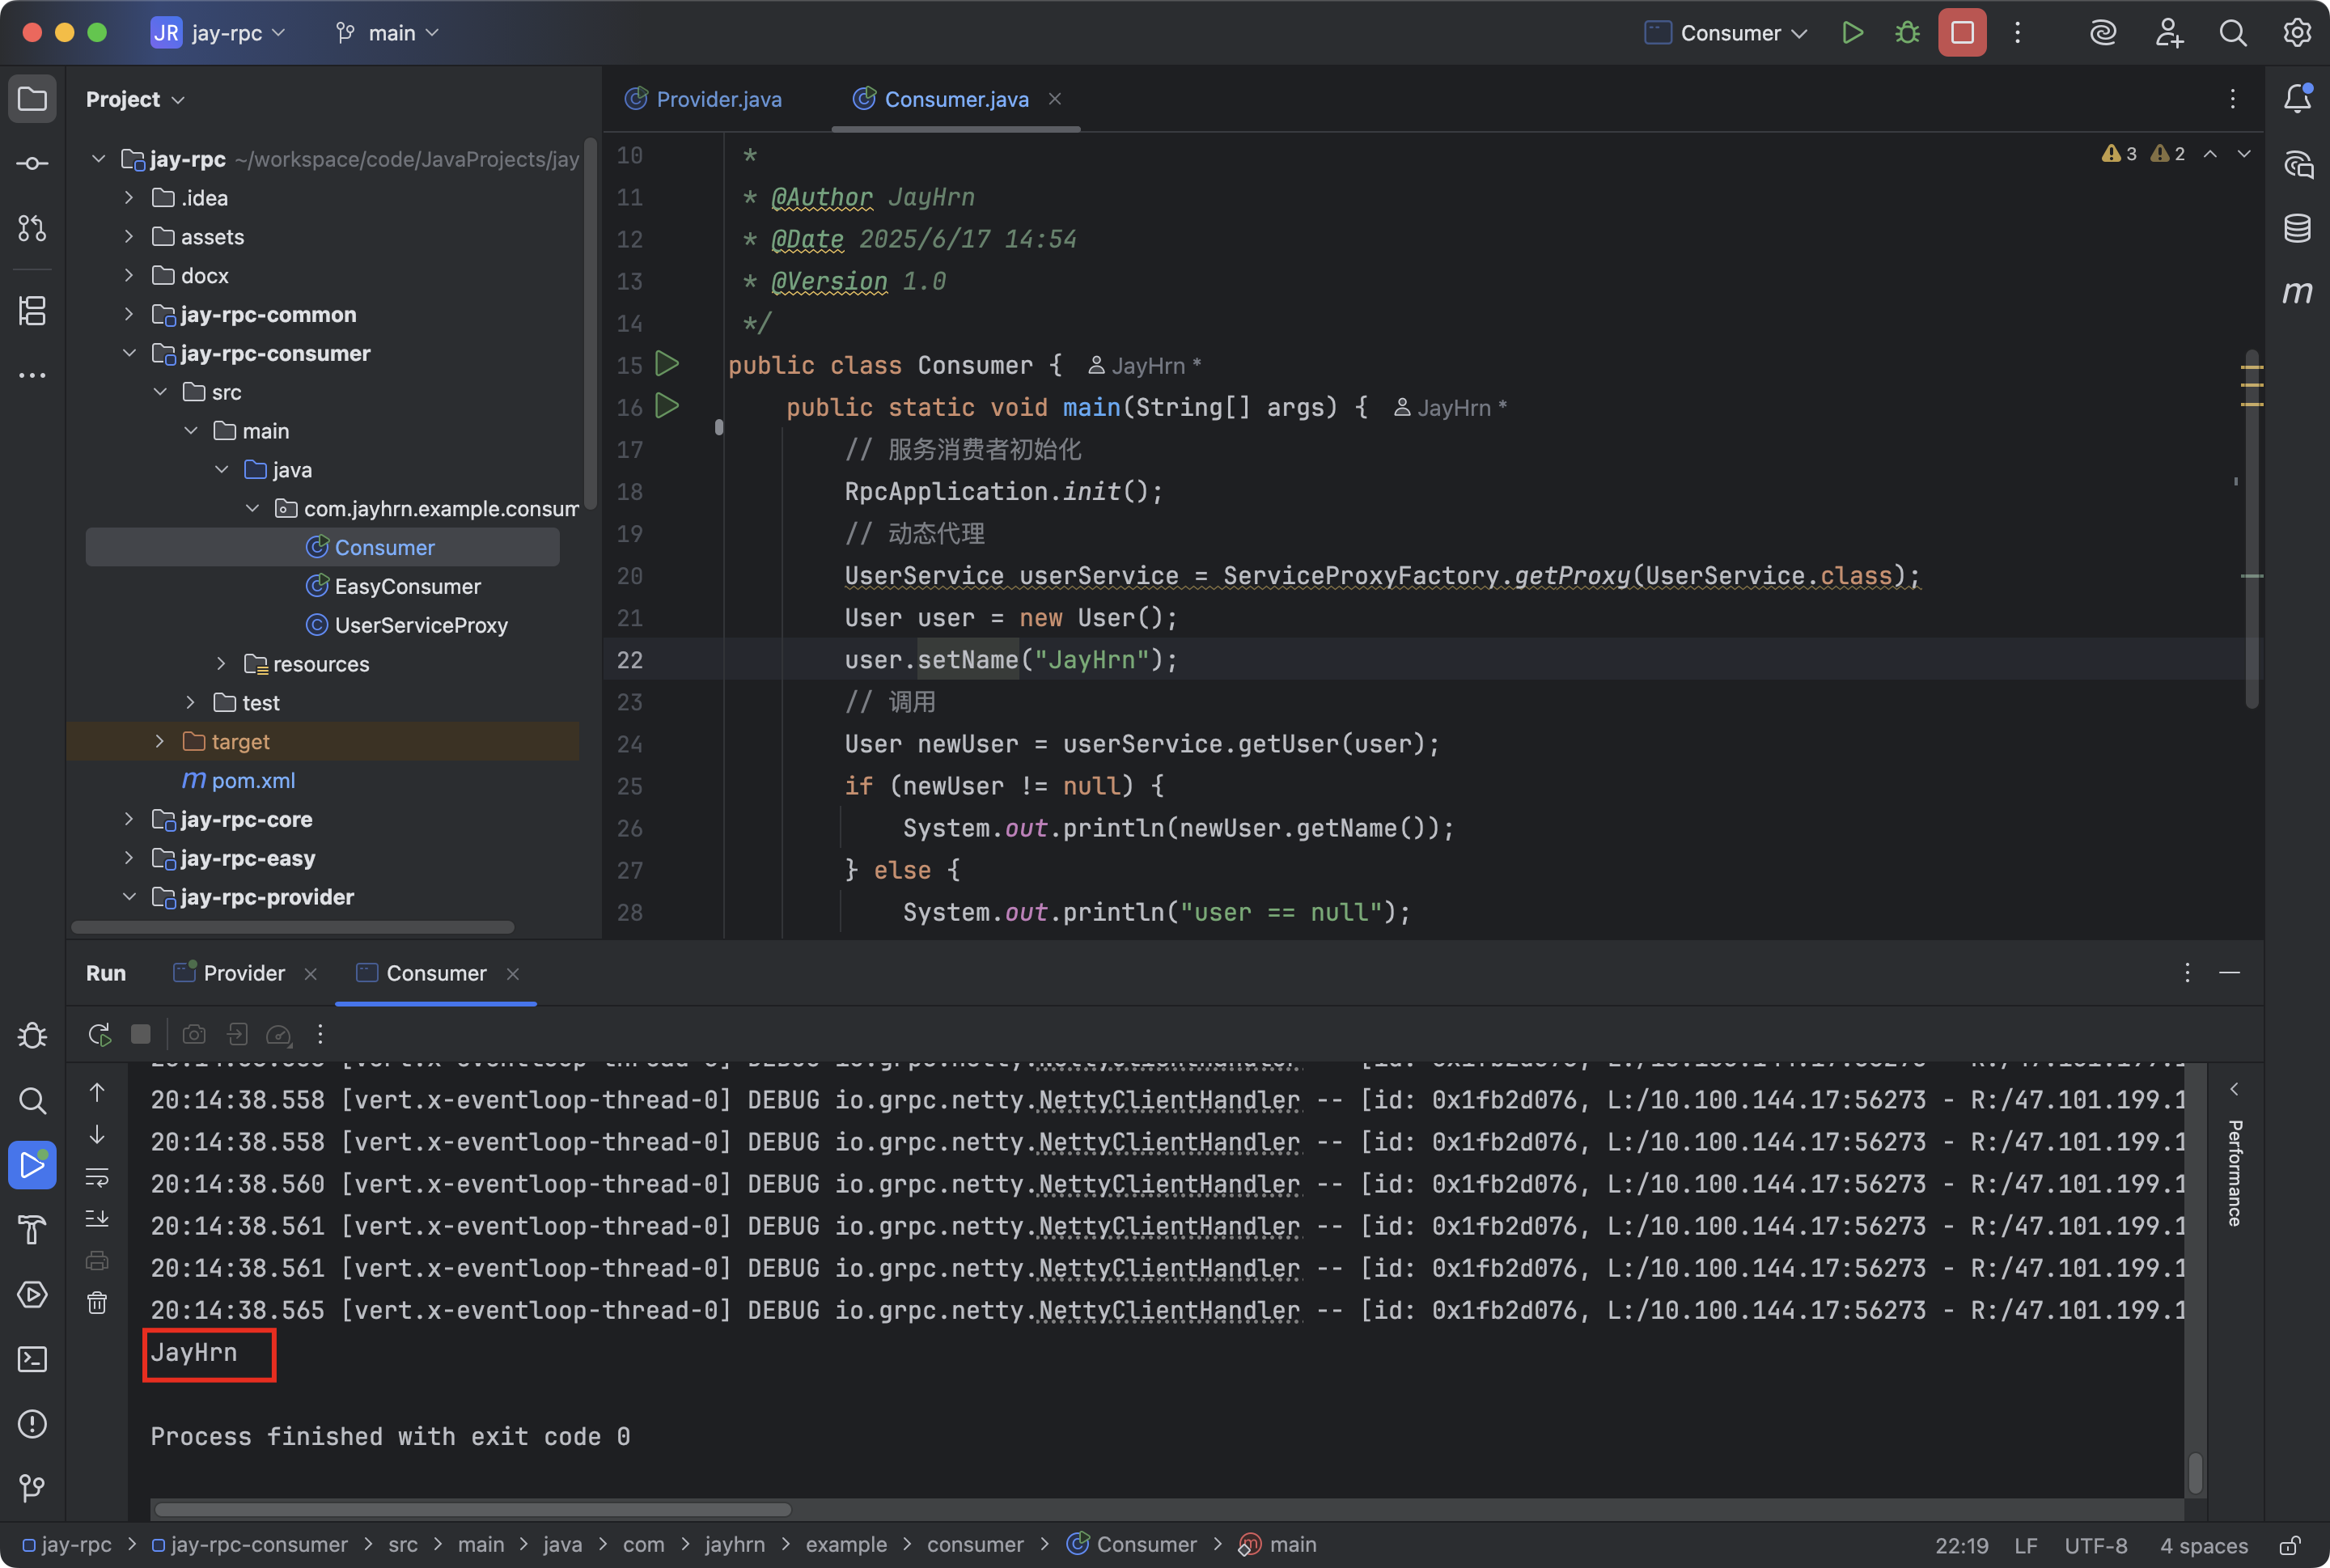 JR jay-rpc main Consumer
Project
jay-rpc ~/workspace/code/JavaProjects/jay
.idea
assets
docx
jay-rpc-common
jay-rpc-consumer
src
main
java
com.jayhrn.example.consum
Consumer
EasyConsumer
UserServiceProxy
resources
test
target
m pom.xml
jay-rpc-core
jay-rpc-easy
jay-rpc-provider
Provider.java Consumer.java
3 2
10 *
11 * @Author JayHrn
12 * @Date 2025/6/17 14:54
13 * @Version 1.0
14 */
15 public class Consumer { JayHrn *
16 public static void main(String[] args) { JayHrn *
17 // 服务消费者初始化
18 RpcApplication.init();
19 // 动态代理
20 UserService userService = ServiceProxyFactory.getProxy(UserService.class);
21 User user = new User();
22 user.setName("JayHrn");
23 // 调用
24 User newUser = userService.getUser(user);
25 if (newUser != null) {
26 System.out.println(newUser.getName());
27 } else {
28 System.out.println("user == null");
Run Provider Consumer
20:14:38.558 [vert.x-eventloop-thread-0] DEBUG io.grpc.netty.NettyClientHandler -- [id: 0x1fb2d076, L:/10.100.144.17:56273 - R:/47.101.199.1
20:14:38.558 [vert.x-eventloop-thread-0] DEBUG io.grpc.netty.NettyClientHandler -- [id: 0x1fb2d076, L:/10.100.144.17:56273 - R:/47.101.199.1
20:14:38.560 [vert.x-eventloop-thread-0] DEBUG io.grpc.netty.NettyClientHandler -- [id: 0x1fb2d076, L:/10.100.144.17:56273 - R:/47.101.199.1
20:14:38.561 [vert.x-eventloop-thread-0] DEBUG io.grpc.netty.NettyClientHandler -- [id: 0x1fb2d076, L:/10.100.144.17:56273 - R:/47.101.199.1
20:14:38.561 [vert.x-eventloop-thread-0] DEBUG io.grpc.netty.NettyClientHandler -- [id: 0x1fb2d076, L:/10.100.144.17:56273 - R:/47.101.199.1
20:14:38.565 [vert.x-eventloop-thread-0] DEBUG io.grpc.netty.NettyClientHandler -- [id: 0x1fb2d076, L:/10.100.144.17:56273 - R:/47.101.199.1
JayHrn
Process finished with exit code 0
Performance
jay-rpc > jay-rpc-consumer > src > main > java > com > jayhrn > example > consumer > Consumer > main 22:19 LF UTF-8 4 spaces